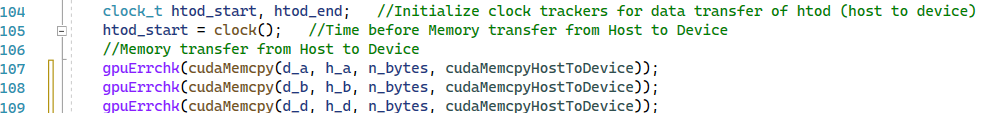 104 clock_t htod_start, htod_end; //Initialize clock trackers for data transfer of htod (host to device)
105 htod_start = clock(); //Time before Memory transfer from Host to Device
106 //Memory transfer from Host to Device
107 gpuErrchk(cudaMemcpy(d_a, h_a, n_bytes, cudaMemcpyHostToDevice));
108 gpuErrchk(cudaMemcpy(d_b, h_b, n_bytes, cudaMemcpyHostToDevice));
109 gpuErrchk(cudaMemcpy(d_d, h_d, n_bytes, cudaMemcpyHostToDevice));